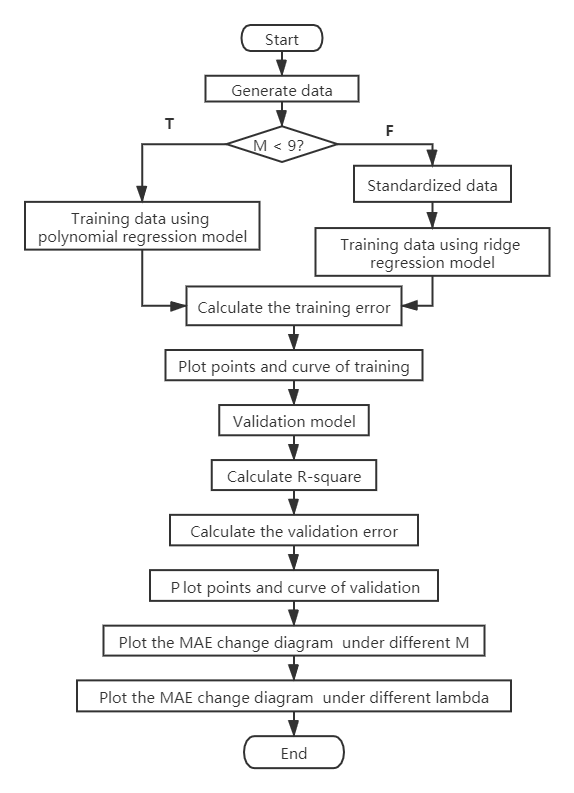 Start
Generate data
T
F
M < 9?
Standardized data
Training data using
polynomial regression model
Training data using ridge
regression model
Calculate the training error
Plot points and curve of training
Validation model
Calculate R-square
Calculate the validation error
P lot points and curve of validation
Plot the MAE change diagram  under different M
Plot the MAE change diagram  under different lambda
End